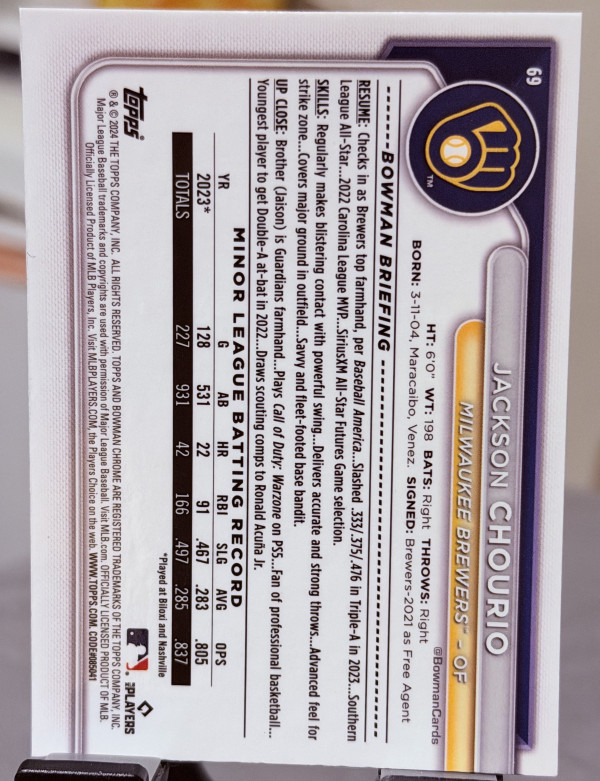 69
JACKSON CHOURIO
MILWAUKEE BREWERS™ - OF
TM
@BowmanCards
HT: 6'0" WT: 198 BATS: Right THROWS: Right
BORN: 3-11-04, Maracaibo, Venez. SIGNED: Brewers-2021 as Free Agent
BOWMAN BRIEFING
RESUME: Checks in as Brewers top farmhand, per Baseball America...Slashed .333/.375/.476 in Triple-A in 2023...Southern
League All-Star...2022 Carolina League MVP...SiriusXM All-Star Futures Game selection.
SKILLS: Regularly makes blistering contact with powerful swing...Delivers accurate and strong throws...Advanced feel for
strike zone...Covers major ground in outfield...Savvy and fleet-footed base bandit.
UP CLOSE: Brother (Jaison) is Guardians farmhand...Plays Call of Duty: Warzone on PS5...Fan of professional basketball...
Youngest player to get Double-A at-bat in 2022...Draws scouting comps to Ronald Acuña Jr.
MINOR LEAGUE BATTING RECORD
YR G AB HR RBI SLG AVG OPS
2023* 128 531 22 91 .467 .283 .805
TOTALS 227 931 42 166 .497 .285 .837
*Played at Biloxi and Nashville
topps
MLB PLAYERS
® & © 2024 THE TOPPS COMPANY, INC. ALL RIGHTS RESERVED. TOPPS AND BOWMAN CHROME ARE REGISTERED TRADEMARKS OF THE TOPPS COMPANY, INC.
Major League Baseball trademarks and copyrights are used with permission of Major League Baseball. Visit MLB.com. OFFICIALLY LICENSED PRODUCT OF MLB.
Officially Licensed Product of MLB Players, Inc. Visit MLBPLAYERS.COM, the Players Choice on the web. WWW.TOPPS.COM. CODE#085041